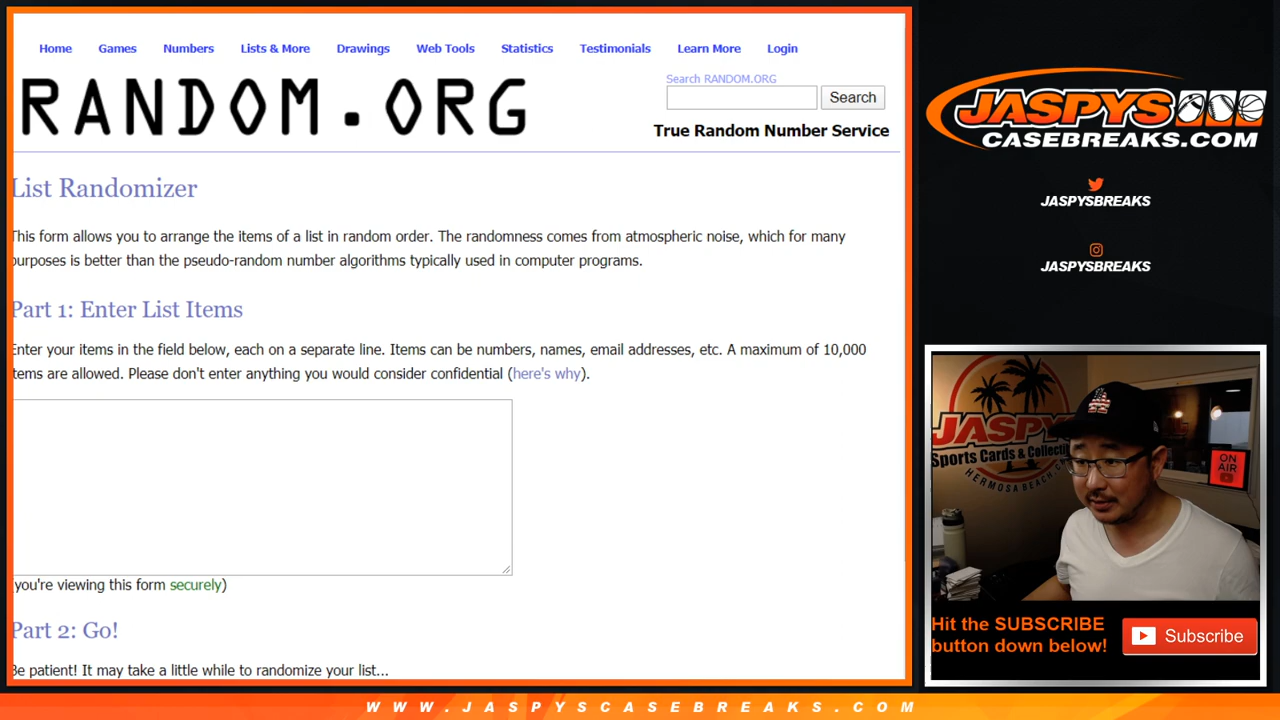 Home Games Numbers Lists & More Drawings Web Tools Statistics Testimonials Learn More Login
RANDOM.ORG
Search RANDOM.ORG
Search
True Random Number Service
List Randomizer
This form allows you to arrange the items of a list in random order. The randomness comes from atmospheric noise, which for many
purposes is better than the pseudo-random number algorithms typically used in computer programs.
Part 1: Enter List Items
Enter your items in the field below, each on a separate line. Items can be numbers, names, email addresses, etc. A maximum of 10,000
items are allowed. Please don't enter anything you would consider confidential (here's why).
(you're viewing this form securely)
Part 2: Go!
Be patient! It may take a little while to randomize your list...
JASPYS
CASEBREAKS.COM
JASPYSBREAKS
JASPYSBREAKS
JASPYS
Sports Cards & Collecti
HERMOSA BEACH, C
ON
AIR
Hit the SUBSCRIBE
button down below!
Subscribe
WWW.JASPYSCASEBREAKS.COM